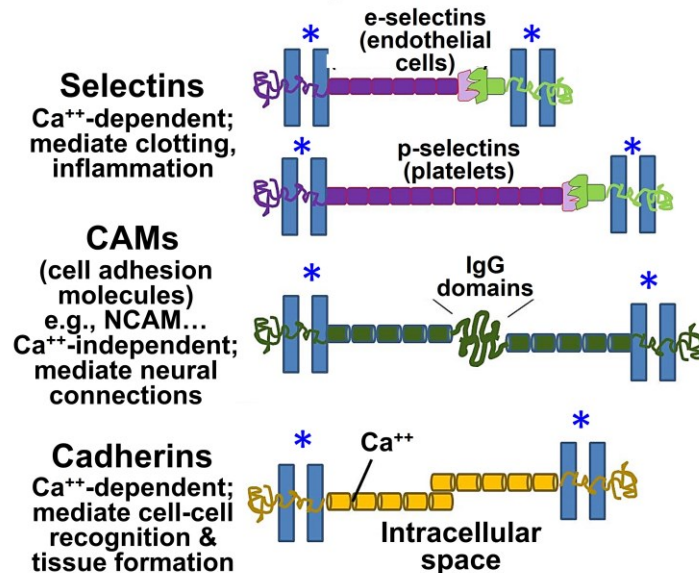 *
*
e-selectins
(endothelial
cells)
Selectins
Ca++-dependent;
mediate clotting,
inflammation
*
*
p-selectins
(platelets)
CAMs
(cell adhesion
molecules)
e.g., NCAM…
Ca++-independent;
mediate neural
connections
*
*
IgG
domains
Cadherins
Ca++-dependent;
mediate cell-cell
recognition &
tissue formation
*
*
Ca++
Intracellular
space